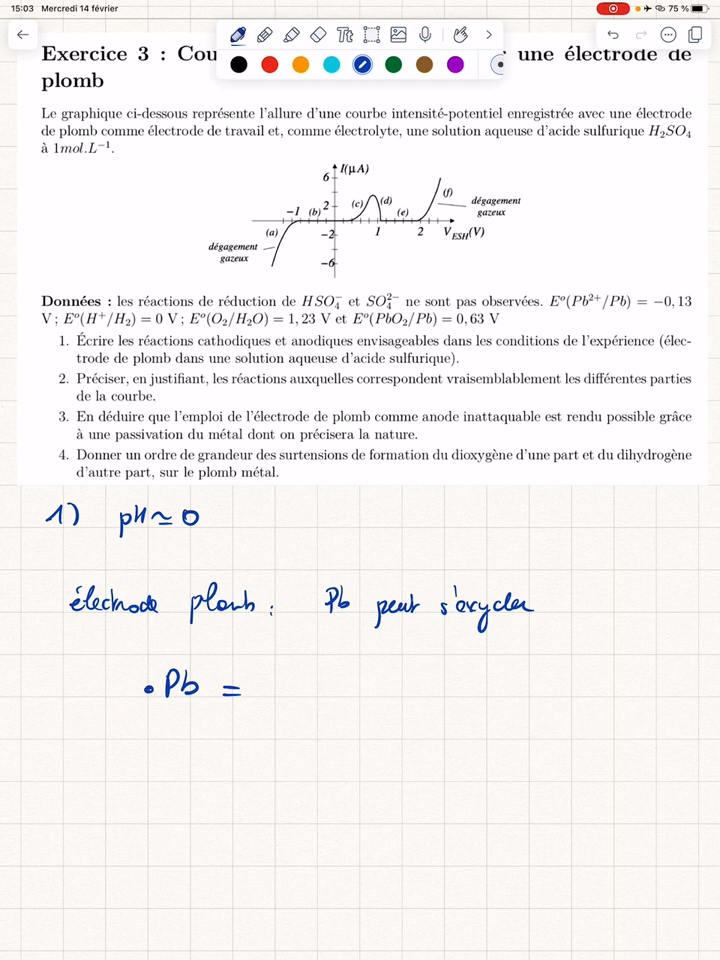 15:03 Mercredi 14 février
75 %
Exercice 3 : Cou une électrode de
plomb
Tt
Le graphique ci-dessous représente l'allure d'une courbe intensité-potentiel enregistrée avec une électrode
de plomb comme électrode de travail et, comme électrolyte, une solution aqueuse d'acide sulfurique H₂SO₄
à 1mol.L⁻¹.
I(µA)
6
2
-1
(b)
(c)
(d)
(e)
(f)
dégagement
gazeux
(a)
-2
1
2
V_ESH(V)
dégagement
gazeux
-6
Données : les réactions de réduction de HSO₄⁻ et SO₄²⁻ ne sont pas observées. E°(Pb²⁺/Pb) = −0, 13
V ; E°(H⁺/H₂) = 0 V ; E°(O₂/H₂O) = 1, 23 V et E°(PbO₂/Pb) = 0, 63 V
1. Écrire les réactions cathodiques et anodiques envisageables dans les conditions de l'expérience (élec-
trode de plomb dans une solution aqueuse d'acide sulfurique).
2. Préciser, en justifiant, les réactions auxquelles correspondent vraisemblablement les différentes parties
de la courbe.
3. En déduire que l'emploi de l'électrode de plomb comme anode inattaquable est rendu possible grâce
à une passivation du métal dont on précisera la nature.
4. Donner un ordre de grandeur des surtensions de formation du dioxygène d'une part et du dihydrogène
d'autre part, sur le plomb métal.
1) pH ≃ 0
électrode plomb : Pb peut s'oxyder
• Pb =